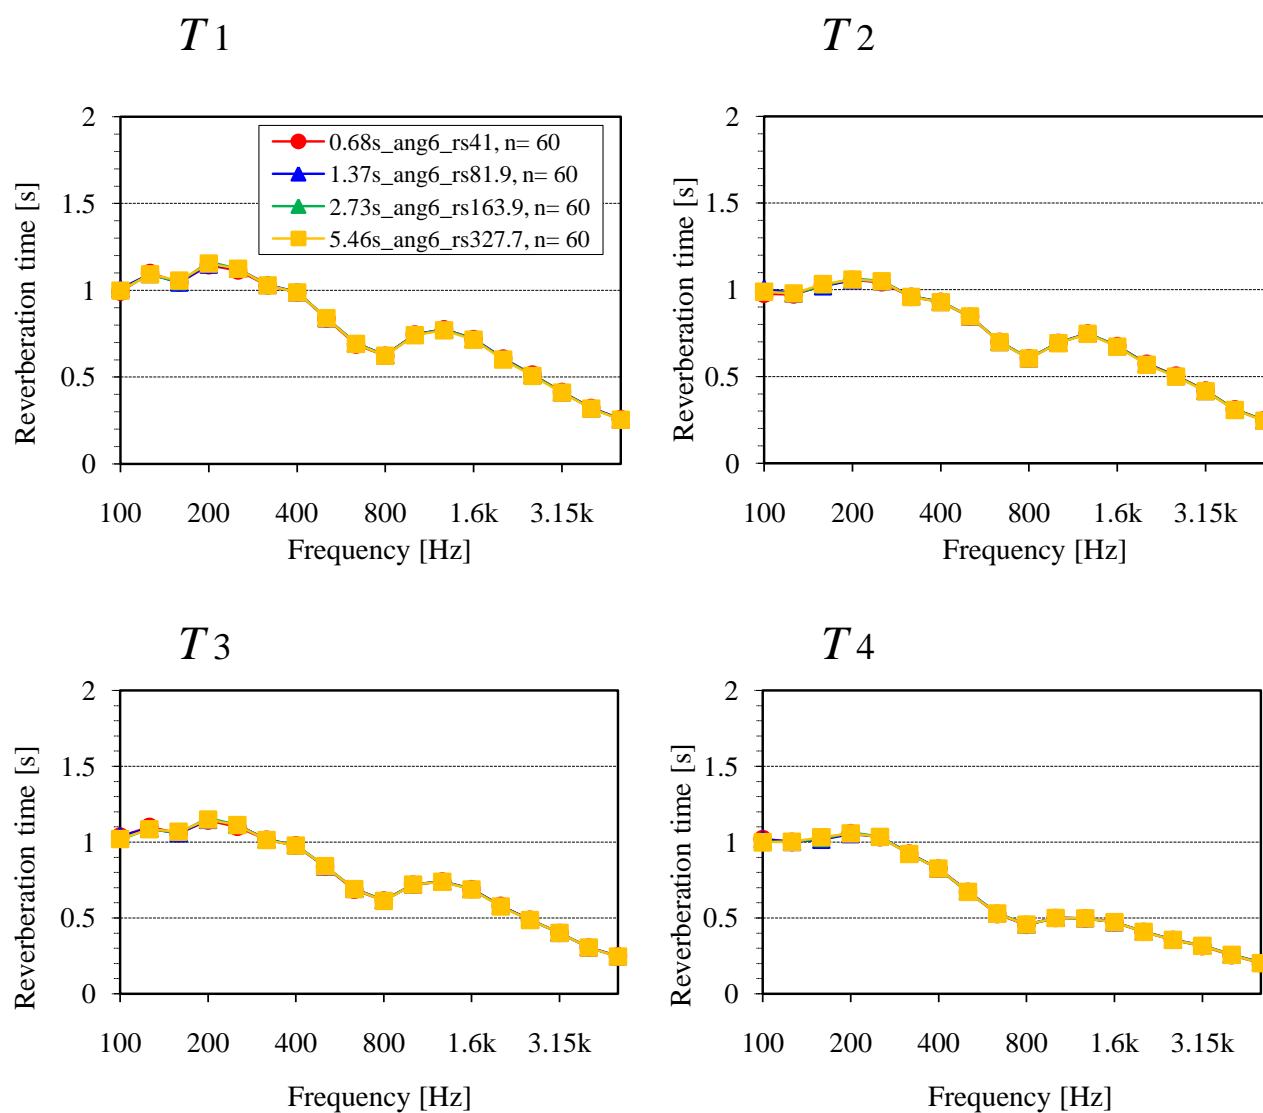 T 1
2
1.5
1
0.5
0
Reverberation time [s]
0.68s_ang6_rs41, n= 60
1.37s_ang6_rs81.9, n= 60
2.73s_ang6_rs163.9, n= 60
5.46s_ang6_rs327.7, n= 60
100 200 400 800 1.6k 3.15k
Frequency [Hz]
T 2
2
1.5
1
0.5
0
Reverberation time [s]
100 200 400 800 1.6k 3.15k
Frequency [Hz]
T 3
2
1.5
1
0.5
0
Reverberation time [s]
100 200 400 800 1.6k 3.15k
Frequency [Hz]
T 4
2
1.5
1
0.5
0
Reverberation time [s]
100 200 400 800 1.6k 3.15k
Frequency [Hz]